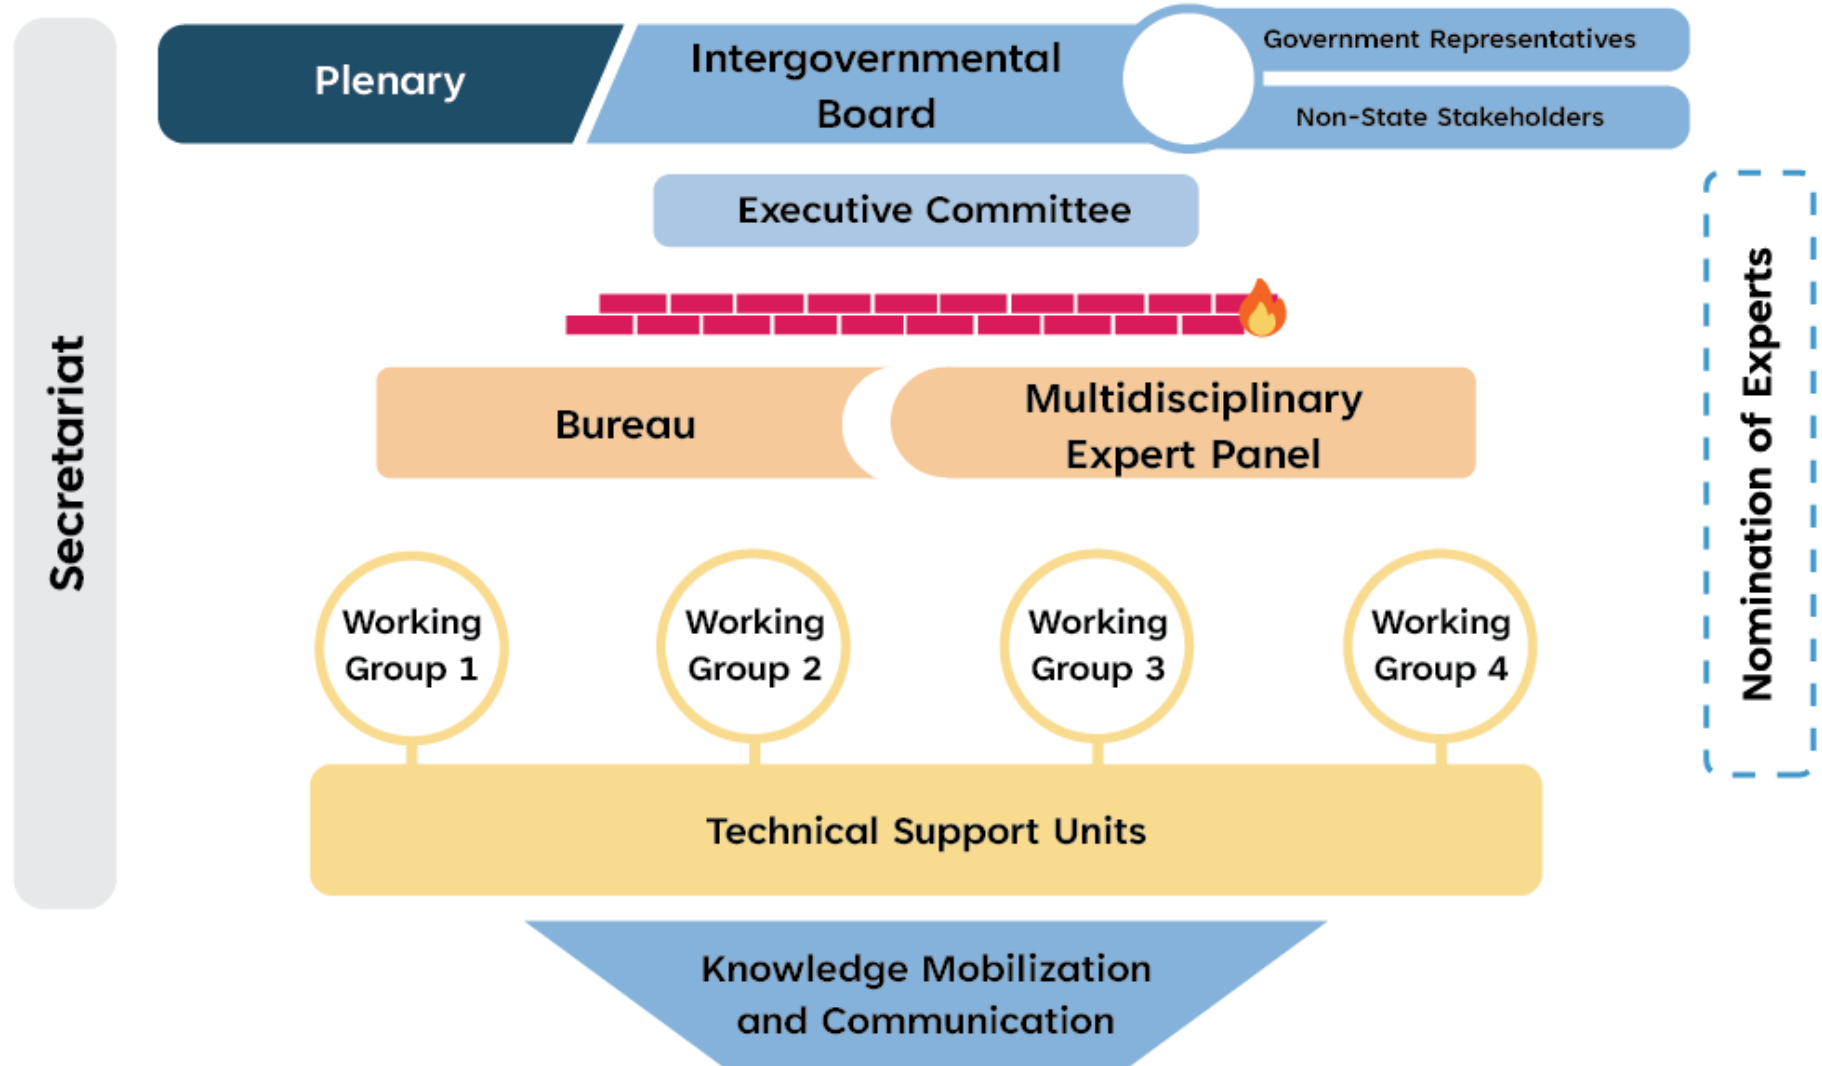 Plenary
Intergovernmental
Board
Government Representatives
Non-State Stakeholders
Executive Committee
Secretariat
Nomination of Experts
Bureau
Multidisciplinary
Expert Panel
Working
Group 1
Working
Group 2
Working
Group 3
Working
Group 4
Technical Support Units
Knowledge Mobilization
and Communication